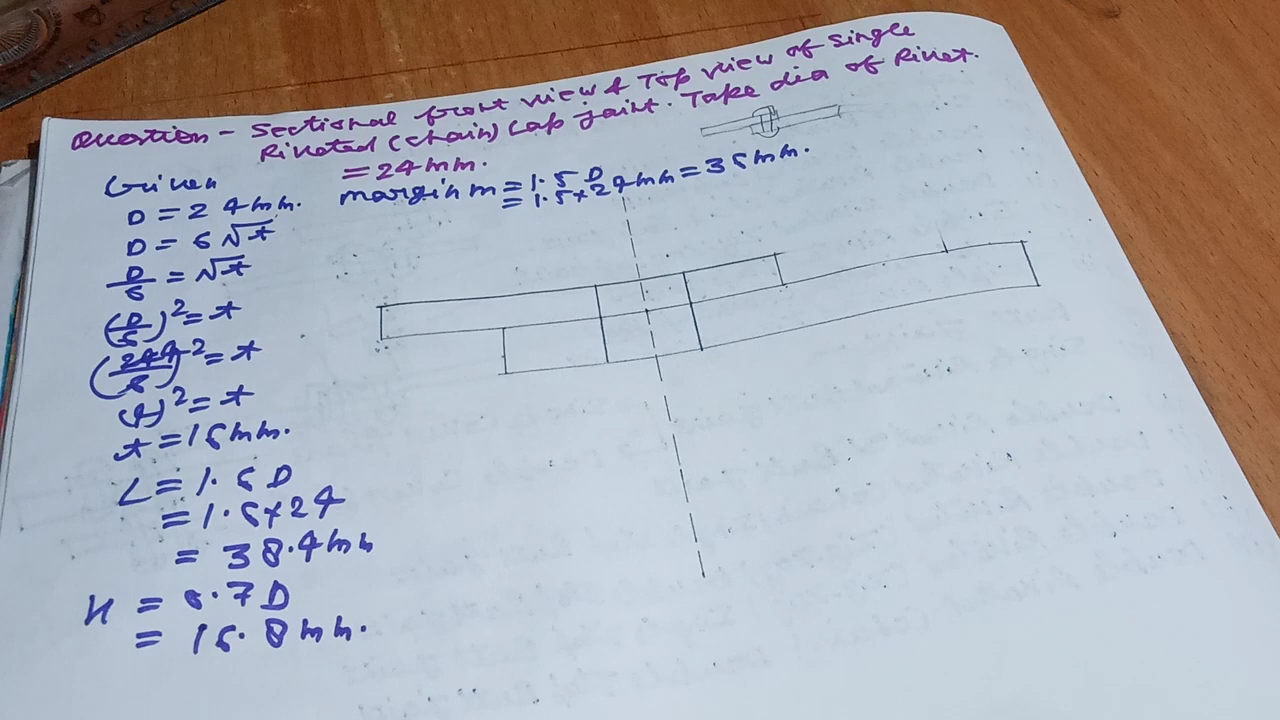 Question - Sectional front view & Top view of single
Riveted (chain) Lap joint. Take dia of Rivet.
= 24 mm.
Given
D = 24 mm.
D = 6√t
D/6 = √t
(D/6)² = t
(24 4/6)² = t
(4)² = t
t = 16 mm.
L = 1.6 D
= 1.6 x 24
= 38.4 mm
H = 0.7 D
= 16.8 mm.
margin m = 1.5 D
= 1.5 x 24 mm = 36 mm.